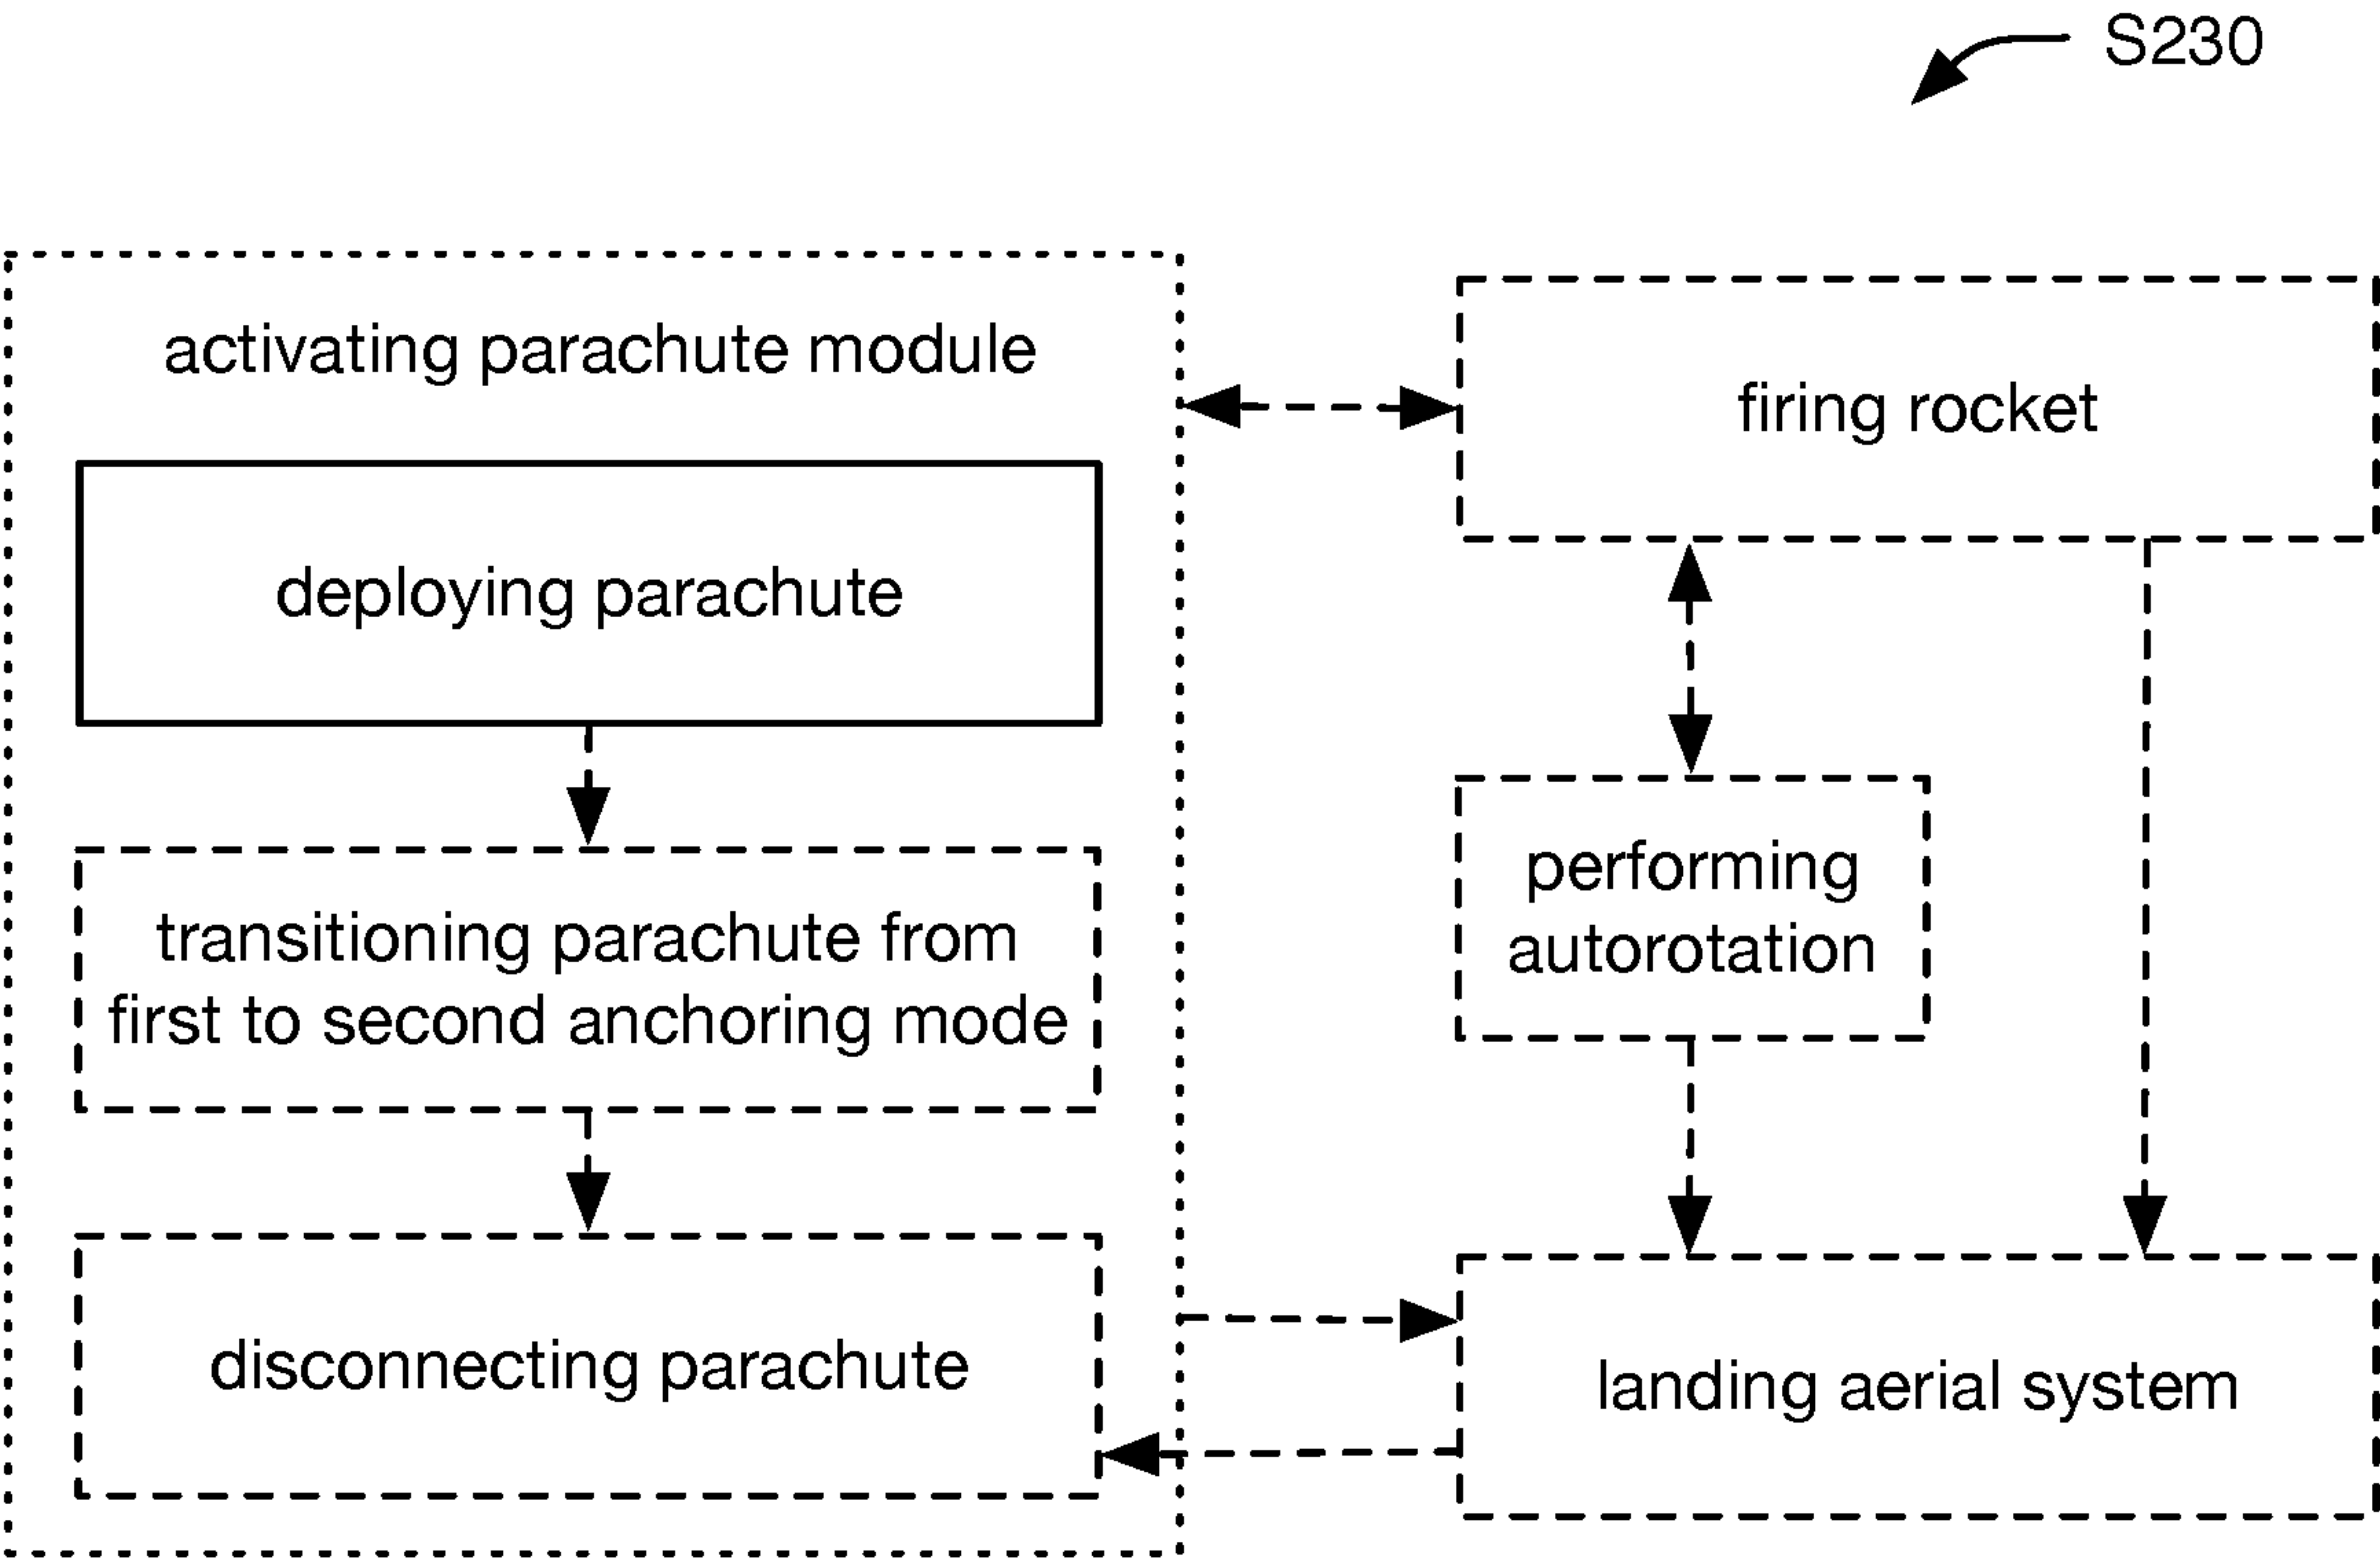 S230
activating parachute module
deploying parachute
transitioning parachute from
first to second anchoring mode
disconnecting parachute
firing rocket
performing
autorotation
landing aerial system